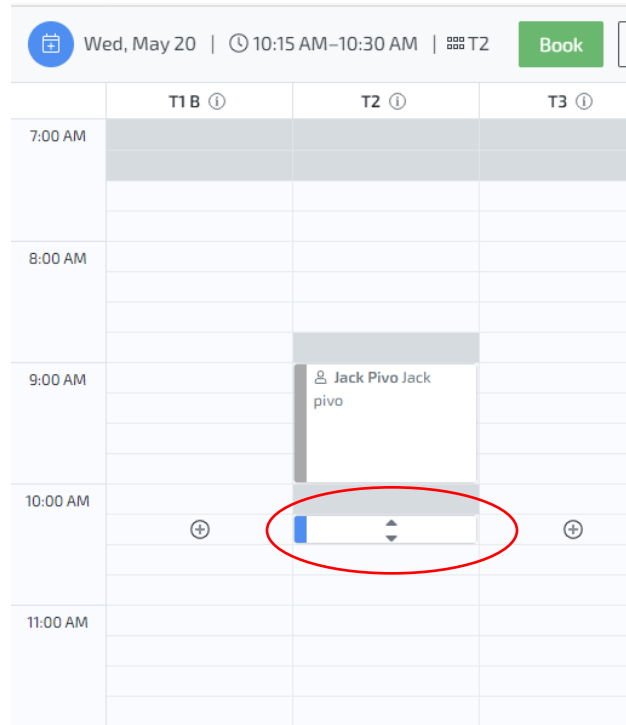 Wed, May 20 | 10:15 AM–10:30 AM | T2 Book
T1 B T2 T3
7:00 AM
8:00 AM
9:00 AM
Jack Pivo Jack
pivo
10:00 AM
11:00 AM